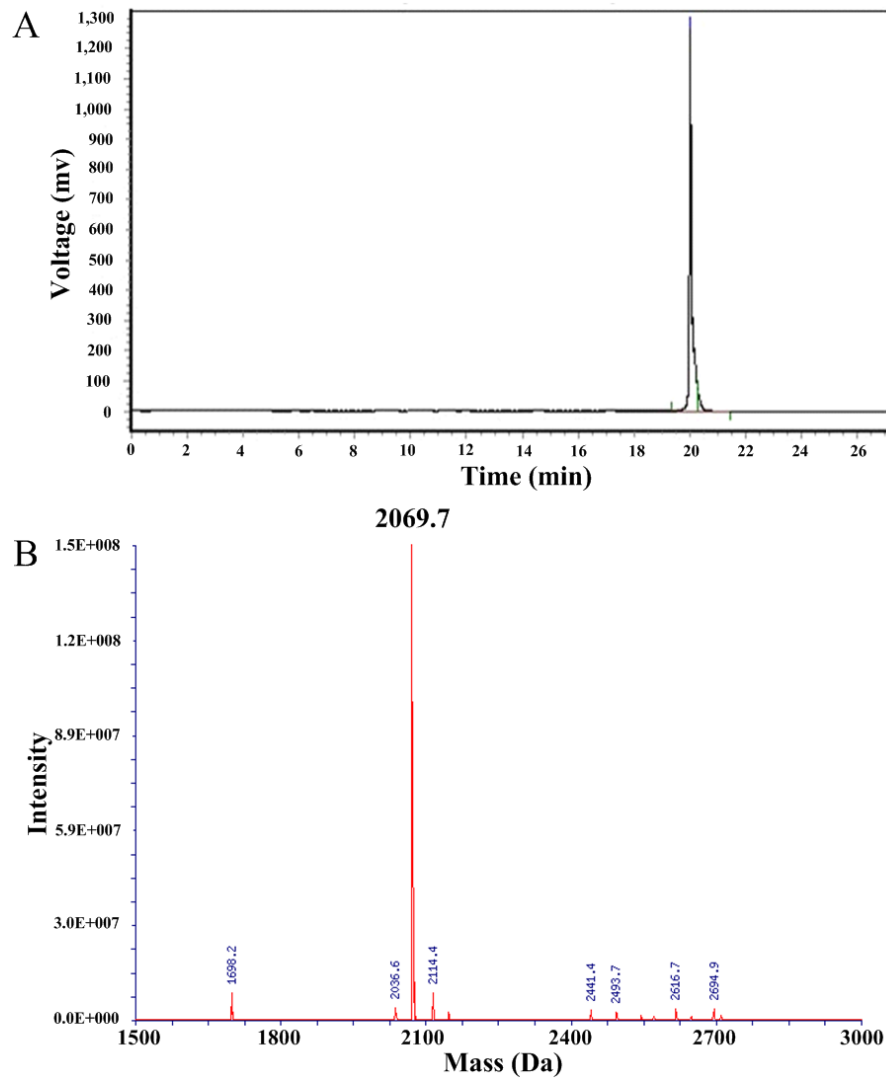 A
1,300
1,200
1,100
1,000
900
800
700
600
500
400
300
200
100
0
Voltage (mv)
0 2 4 6 8 10 12 14 16 18 20 22 24 26
Time (min)
2069.7
B
1.5E+008
1.2E+008
8.9E+007
5.9E+007
3.0E+007
0.0E+000
Intensity
1698.2
2036.6
2114.4
2441.4
2493.7
2616.7
2694.9
1500 1800 2100 2400 2700 3000
Mass (Da)